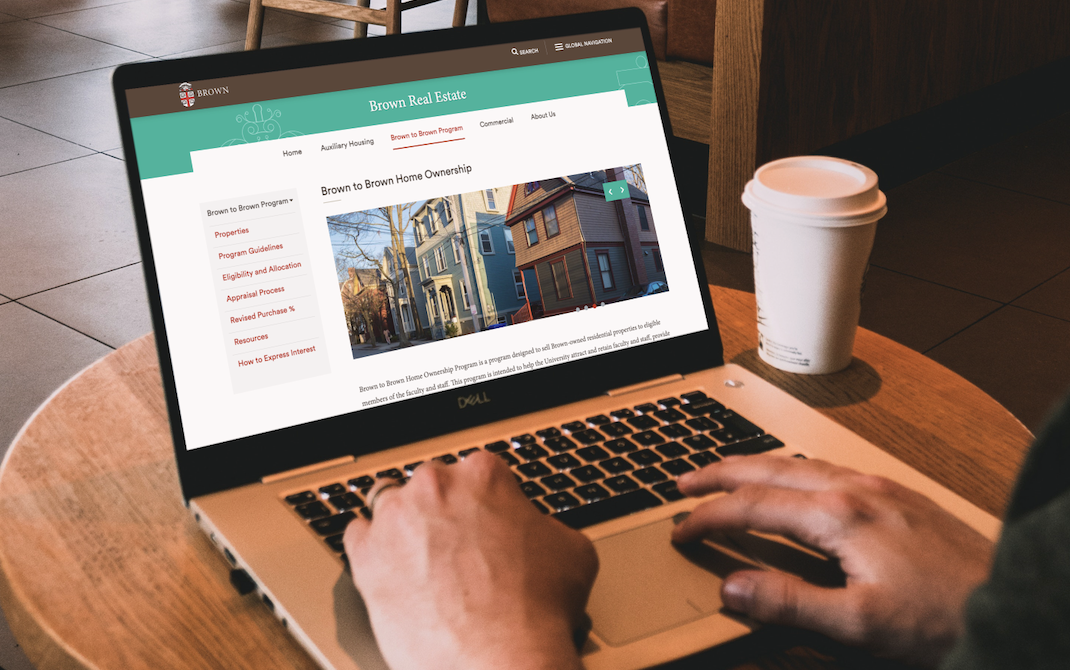 BROWN
SEARCH
GLOBAL NAVIGATION
Brown Real Estate
Home
Auxiliary Housing
Brown to Brown Program
Commercial
About Us
Brown to Brown Program
Properties
Program Guidelines
Eligibility and Allocation
Appraisal Process
Revised Purchase %
Resources
How to Express Interest
Brown to Brown Home Ownership
Brown to Brown Home Ownership Program is a program designed to sell Brown-owned residential properties to eligible
members of the faculty and staff. This program is intended to help the University attract and retain faculty and staff, provide
DELL